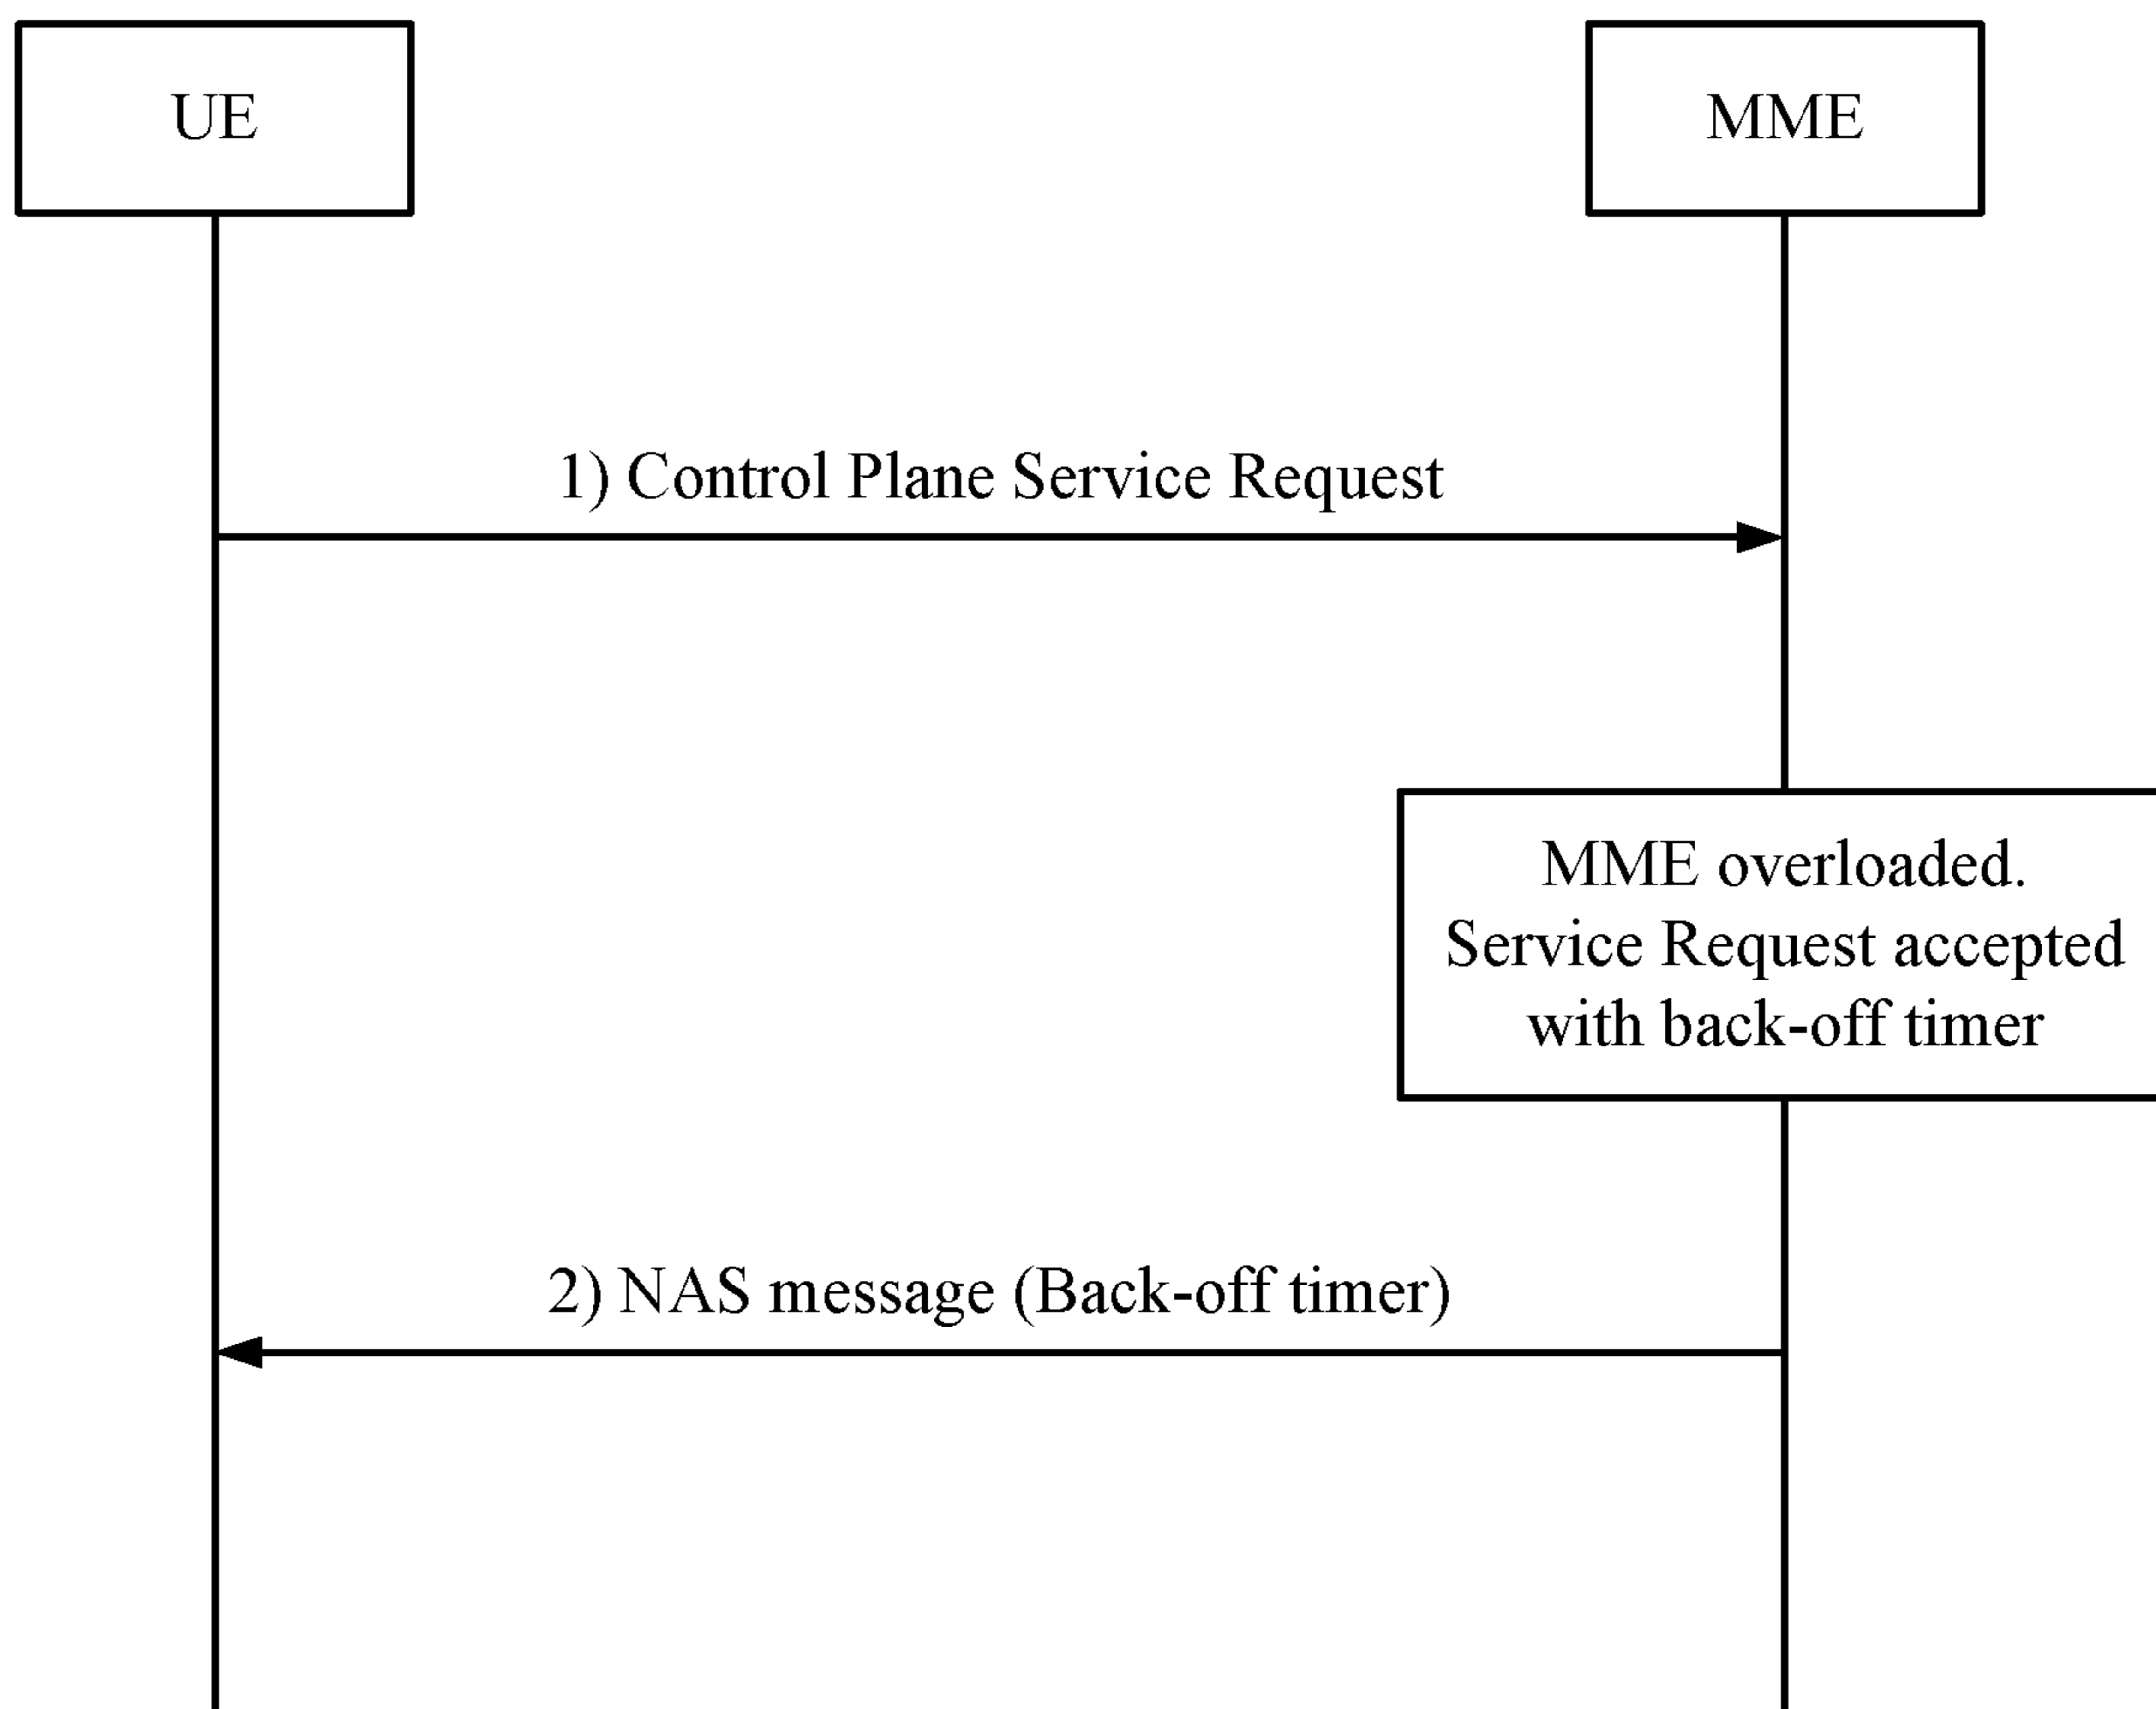 UE
MME
1) Control Plane Service Request
MME overloaded.
Service Request accepted
with back-off timer
2) NAS message (Back-off timer)